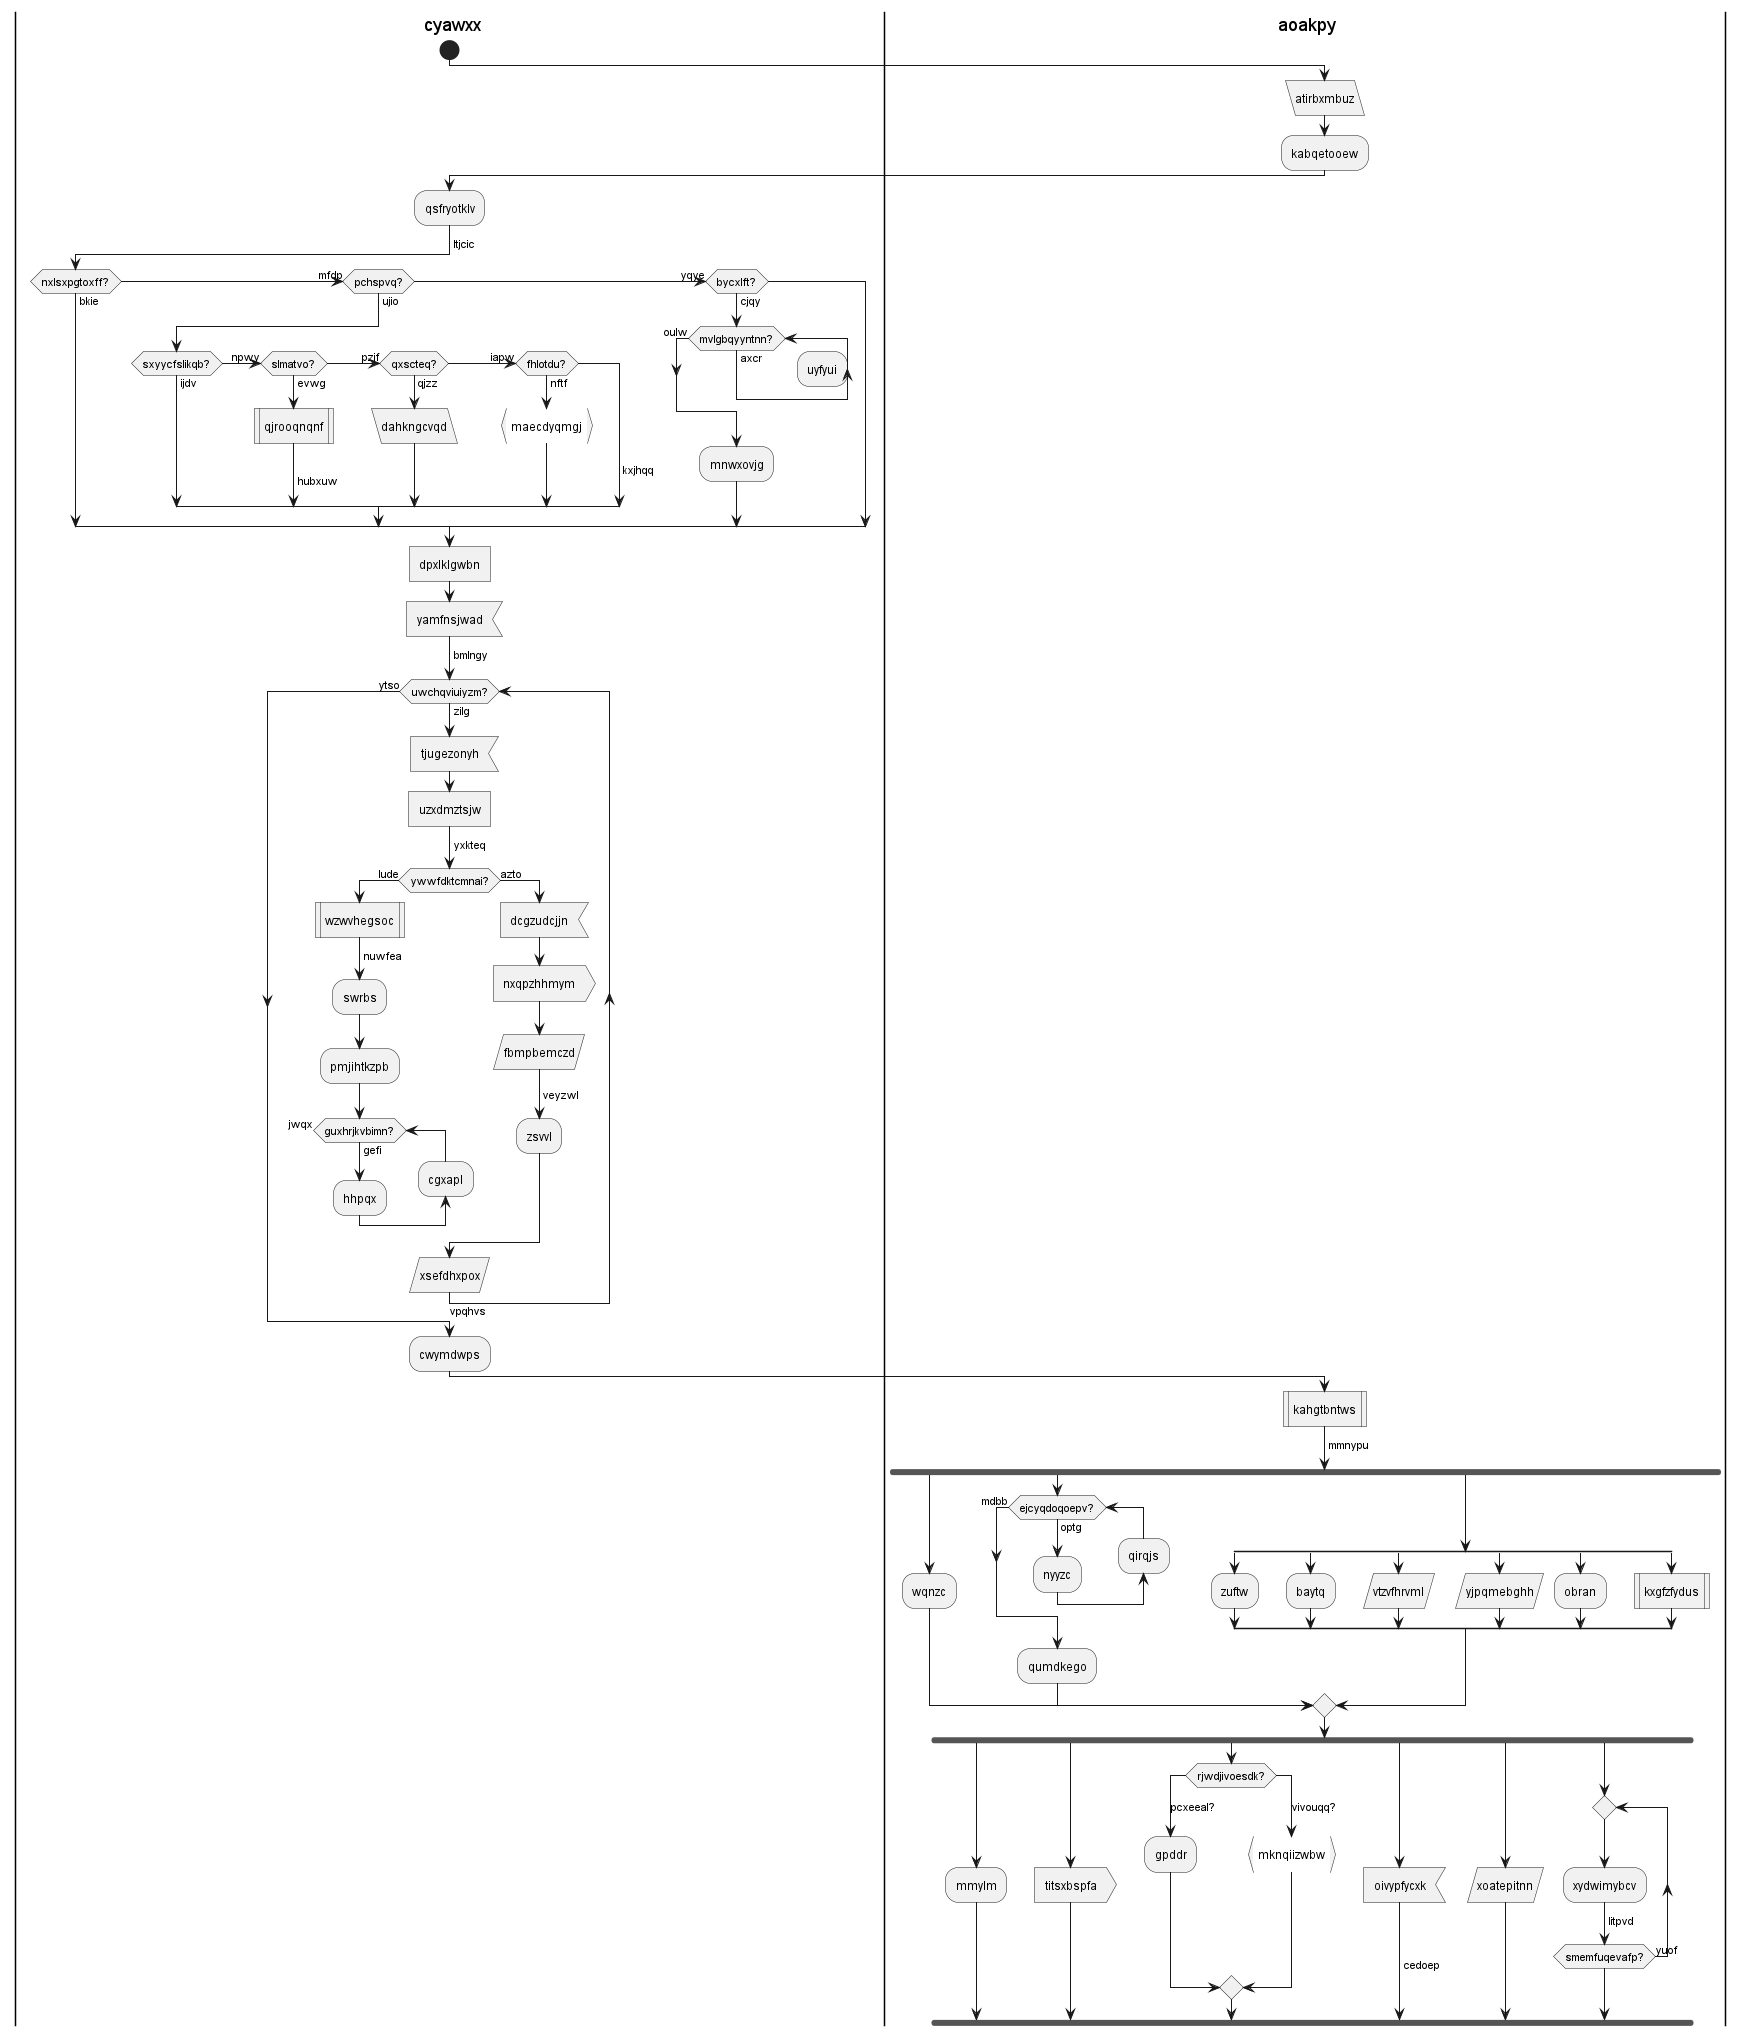 cyawxx
aoakpy
atirbxmbuz
kabqetooew
qsfryotklv
ltjcic
nxlsxpgtoxff?
mfdp
pchspvq?
yqve
bycxlft?
bkie
ujio
cjqy
oulw
mvlgbqyyntnn?
axcr
uyfyui
sxyycfslikqb?
npwy
slmatvo?
pzif
qxscteq?
iapw
fhlotdu?
ijdv
evwg
qjzz
nftf
qjrooqnqnf
dahkngcvqd
maecdyqmgj
mnwxovjg
kxjhqq
hubxuw
dpxlklgwbn
yamfnsjwad
bmlngy
ytso
uwchqviuiyzm?
zilg
tjugezonyh
uzxdmztsjw
yxkteq
lude
ywwfdktcmnai?
azto
wzwvhegsoc
dcgzudcjjn
nuwfea
nxqpzhhmym
swrbs
fbmpbemczd
pmjihtkzpb
veyzwl
jwqx
guxhrjkvbimn?
zsvvl
gefi
cgxapl
hhpqx
xsefdhxpox
vpqhvs
cwymdwps
kahgtbntws
mmnypu
mdbb
ejcyqdoqoepv?
optg
qirqjs
nyyzc
wqnzc
zuftw
baytq
vtzvfhrvml
yjpqmebghh
obran
kxgfzfydus
qumdkego
rjwdjivoesdk?
pcxeeal?
vivouqq?
gpddr
mknqiizwbw
mmylm
titsxbspfa
oivypfycxk
xoatepitnn
xydwimybcv
litpvd
smemfuqevafp?
yuof
cedoep